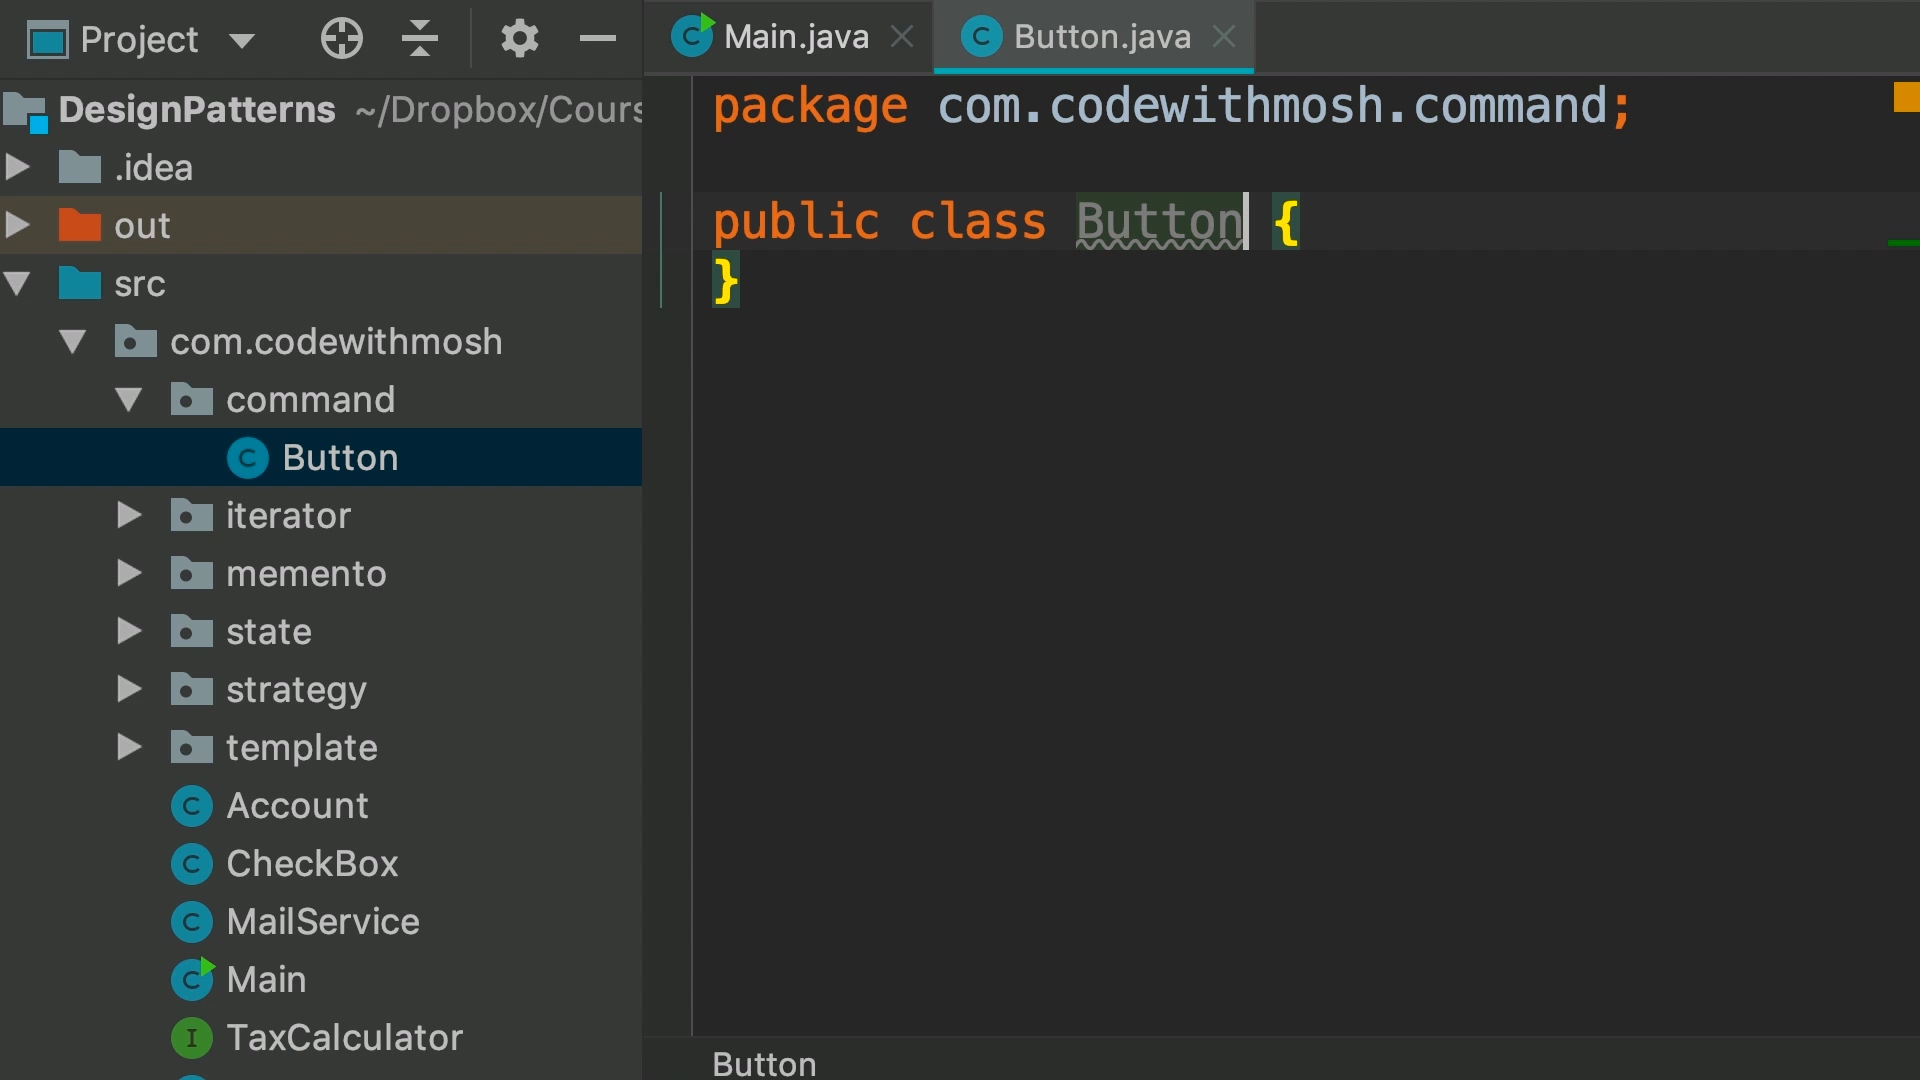 Project
Main.java
Button.java
DesignPatterns ~/Dropbox/Cours
.idea
out
src
com.codewithmosh
command
Button
iterator
memento
state
strategy
template
Account
CheckBox
MailService
Main
TaxCalculator
package com.codewithmosh.command;
public class Button {
}
Button